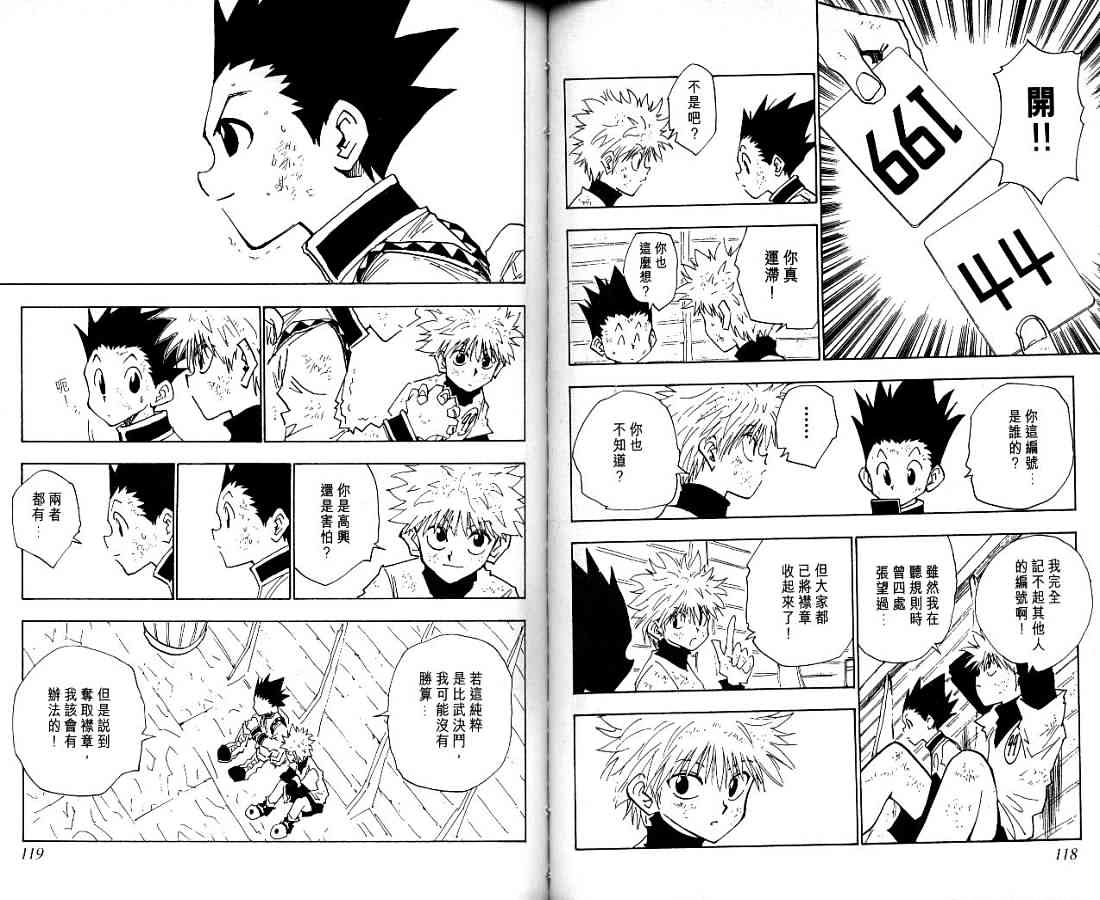 開!!
199
44
不是吧?
你真
運滯!
你也
這麼想?
你這編號…
是誰的?
……
你也
不知道?
我完全
記不起其他人
的編號啊!
雖然我在
聽規則時
曾四處
張望過…
但大家都
已將襟章
收起來了!
118
呃
你是高興
還是害怕?
兩者
都有…
若這純粹
是比武決鬥,
我可能沒有
勝算…
但是説到
奪取襟章,
我該會有
辦法的!
119